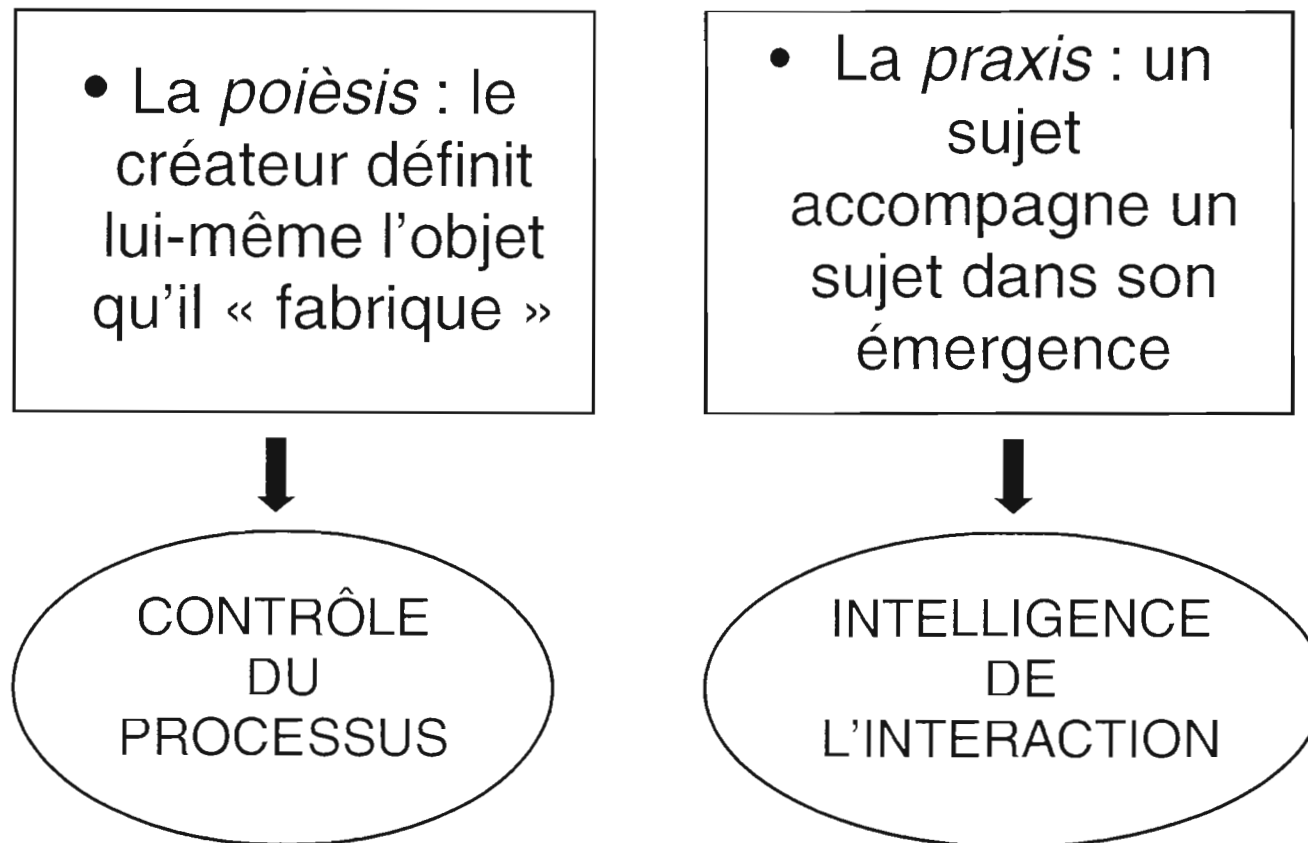 • La poièsis : le
créateur définit
lui-même l’objet
qu’il « fabrique »
• La praxis : un
sujet
accompagne un
sujet dans son
émergence
CONTRÔLE
DU
PROCESSUS
INTELLIGENCE
DE
L’INTERACTION